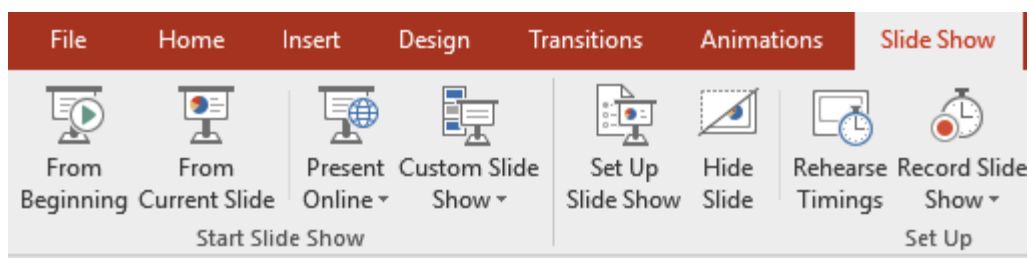 File Home Insert Design Transitions Animations Slide Show
From Beginning
From Current Slide
Present Online
Custom Slide Show
Set Up Slide Show
Hide Slide
Rehearse Timings
Record Slide Show
Start Slide Show
Set Up